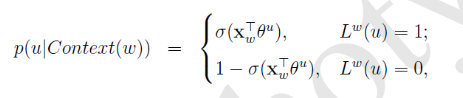 p(u|Context(w)) = { σ(x_w^⊤θ^u), L^w(u) = 1;
1 − σ(x_w^⊤θ^u), L^w(u) = 0,